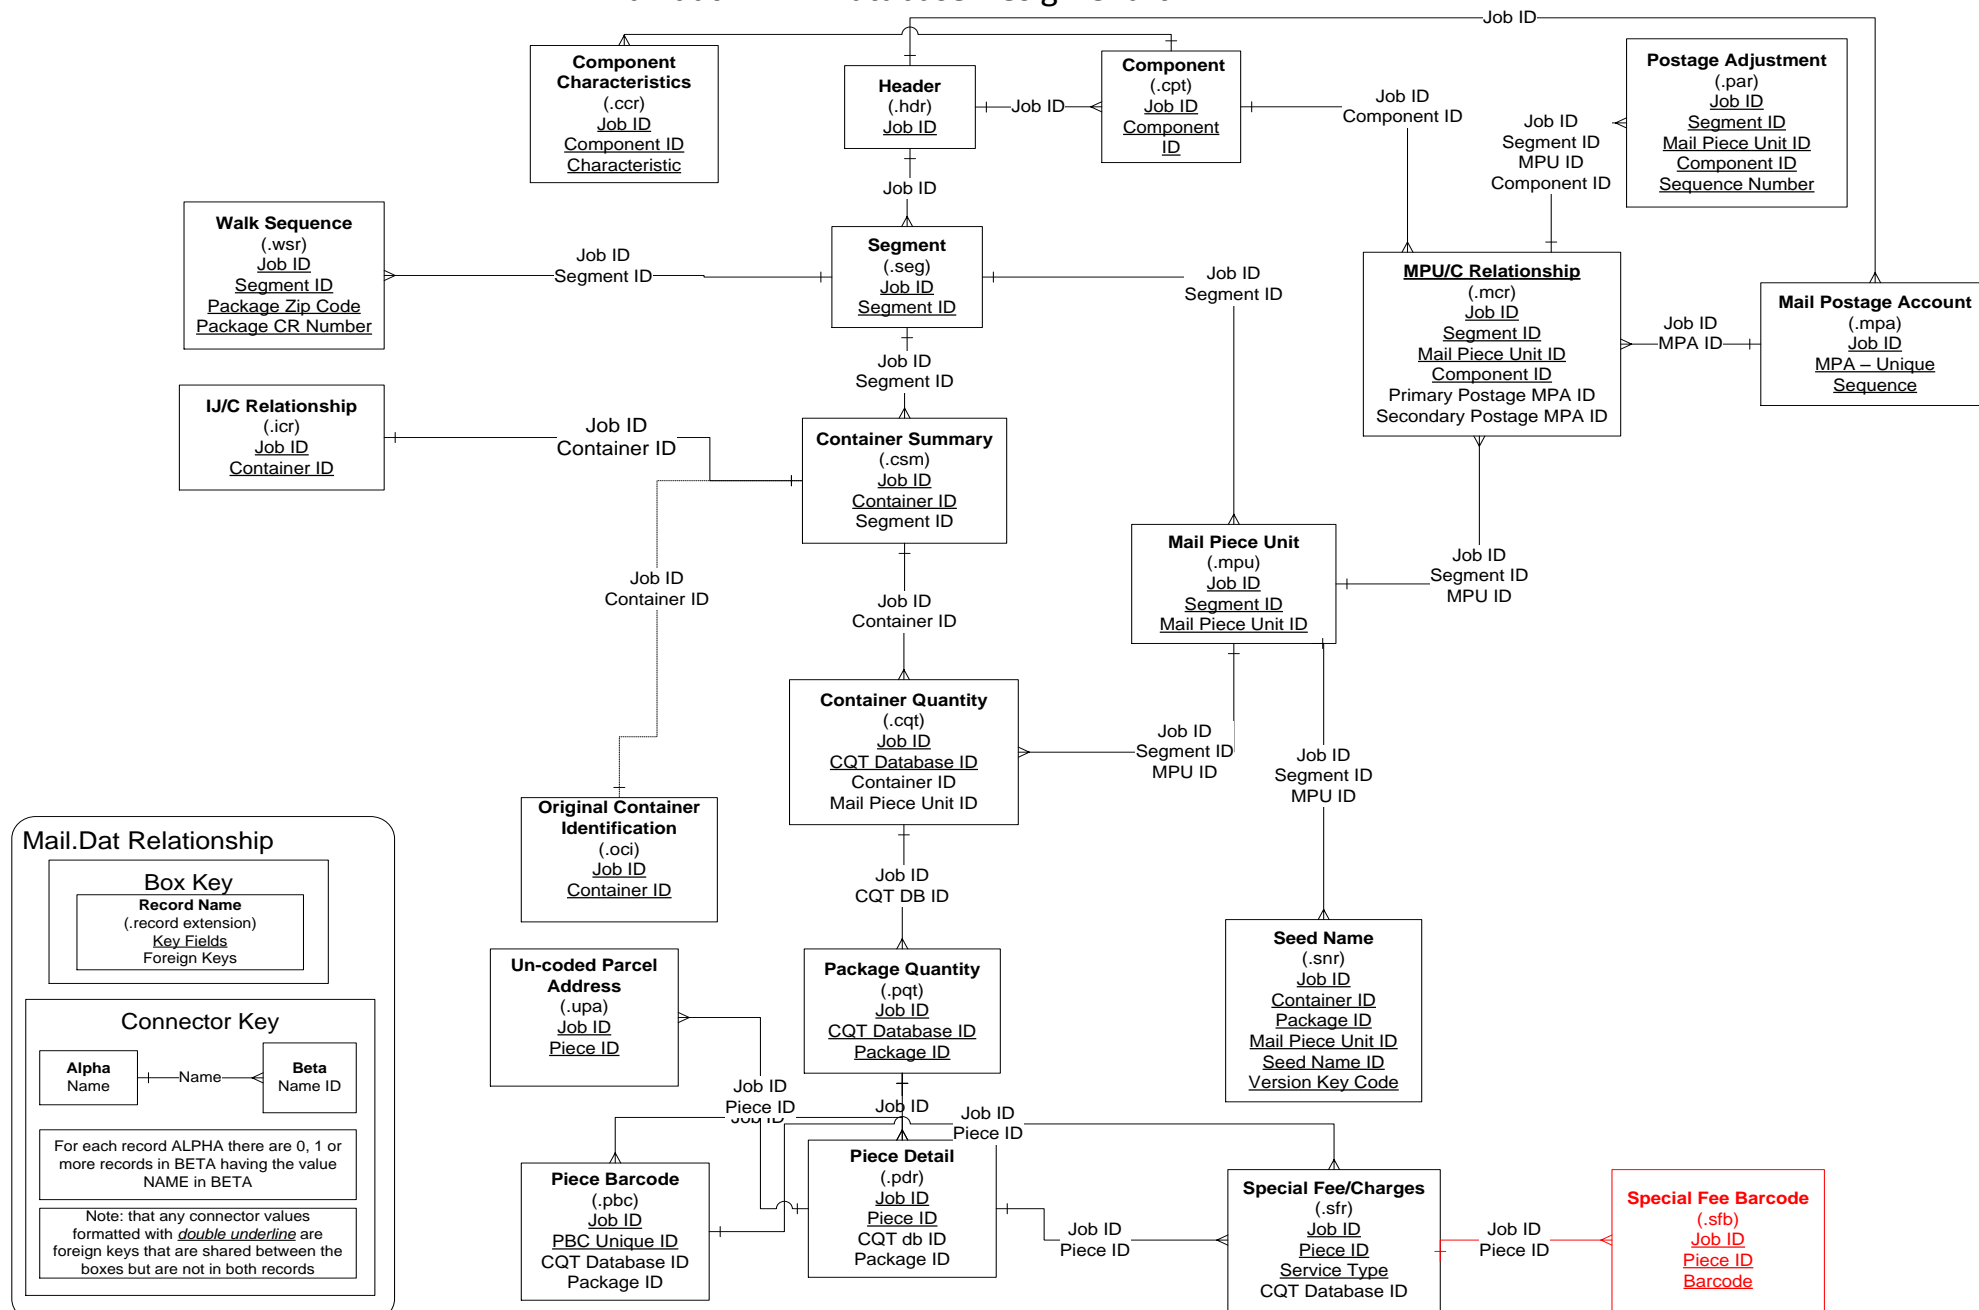 Job ID
Component
Characteristics
(.ccr)
Job ID
Component ID
Characteristic
Header
(.hdr)
Job ID
Job ID
Component
(.cpt)
Job ID
Component
ID
Job ID
Component ID
Postage Adjustment
(.par)
Job ID
Segment ID
Mail Piece Unit ID
Component ID
Sequence Number
Job ID
Segment ID
MPU ID
Component ID
Job ID
Walk Sequence
(.wsr)
Job ID
Segment ID
Package Zip Code
Package CR Number
Job ID
Segment ID
Segment
(.seg)
Job ID
Segment ID
Job ID
Segment ID
MPU/C Relationship
(.mcr)
Job ID
Segment ID
Mail Piece Unit ID
Component ID
Primary Postage MPA ID
Secondary Postage MPA ID
Job ID
MPA ID
Mail Postage Account
(.mpa)
Job ID
MPA – Unique
Sequence
Job ID
Segment ID
IJ/C Relationship
(.icr)
Job ID
Container ID
Job ID
Container ID
Container Summary
(.csm)
Job ID
Container ID
Segment ID
Job ID
Container ID
Job ID
Container ID
Mail Piece Unit
(.mpu)
Job ID
Segment ID
Mail Piece Unit ID
Job ID
Segment ID
MPU ID
Container Quantity
(.cqt)
Job ID
CQT Database ID
Container ID
Mail Piece Unit ID
Job ID
Segment ID
MPU ID
Job ID
Segment ID
MPU ID
Original Container
Identification
(.oci)
Job ID
Container ID
Job ID
CQT DB ID
Mail.Dat Relationship
Box Key
Record Name
(.record extension)
Key Fields
Foreign Keys
Connector Key
Alpha
Name
Name
Beta
Name ID
For each record ALPHA there are 0, 1 or
more records in BETA having the value
NAME in BETA
Note: that any connector values
formatted with double underline are
foreign keys that are shared between the
boxes but are not in both records
Un-coded Parcel
Address
(.upa)
Job ID
Piece ID
Package Quantity
(.pqt)
Job ID
CQT Database ID
Package ID
Seed Name
(.snr)
Job ID
Container ID
Package ID
Mail Piece Unit ID
Seed Name ID
Version Key Code
Job ID
Piece ID
Job ID
Job ID
Job ID
Piece ID
Piece Barcode
(.pbc)
Job ID
PBC Unique ID
CQT Database ID
Package ID
Piece Detail
(.pdr)
Job ID
Piece ID
CQT db ID
Package ID
Job ID
Piece ID
Special Fee/Charges
(.sfr)
Job ID
Piece ID
Service Type
CQT Database ID
Job ID
Piece ID
Special Fee Barcode
(.sfb)
Job ID
Piece ID
Barcode